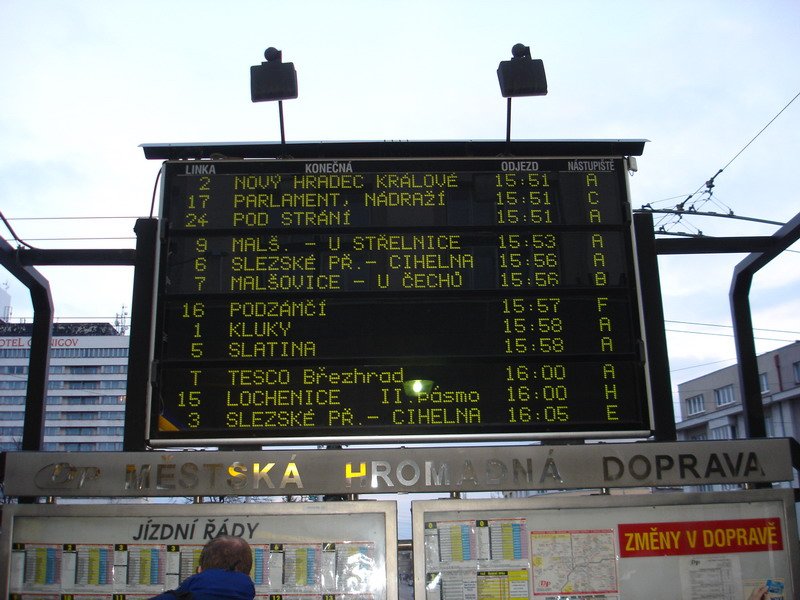 LINKA KONEČNÁ ODJEZD NÁSTUPIŠTĚ
2 NOVÝ HRADEC KRÁLOVÉ 15:51 A
17 PARLAMENT, NÁDRAŽÍ 15:51 C
24 POD STRÁNÍ 15:51 A
9 MALŠ. - U STŘELNICE 15:53 A
6 SLEZSKÉ PŘ.- CIHELNA 15:56 A
7 MALŠOVICE - U ČECHŮ 15:56 B
16 PODZÁMČÍ 15:57 F
1 KLUKY 15:58 A
5 SLATINA 15:58 A
T TESCO Březhrad 16:00 A
15 LOCHENICE II.pásmo 16:00 H
3 SLEZSKÉ PŘ.- CIHELNA 16:05 E
DP MĚSTSKÁ HROMADNÁ DOPRAVA
JÍZDNÍ ŘÁDY
ZMĚNY V DOPRAVĚ